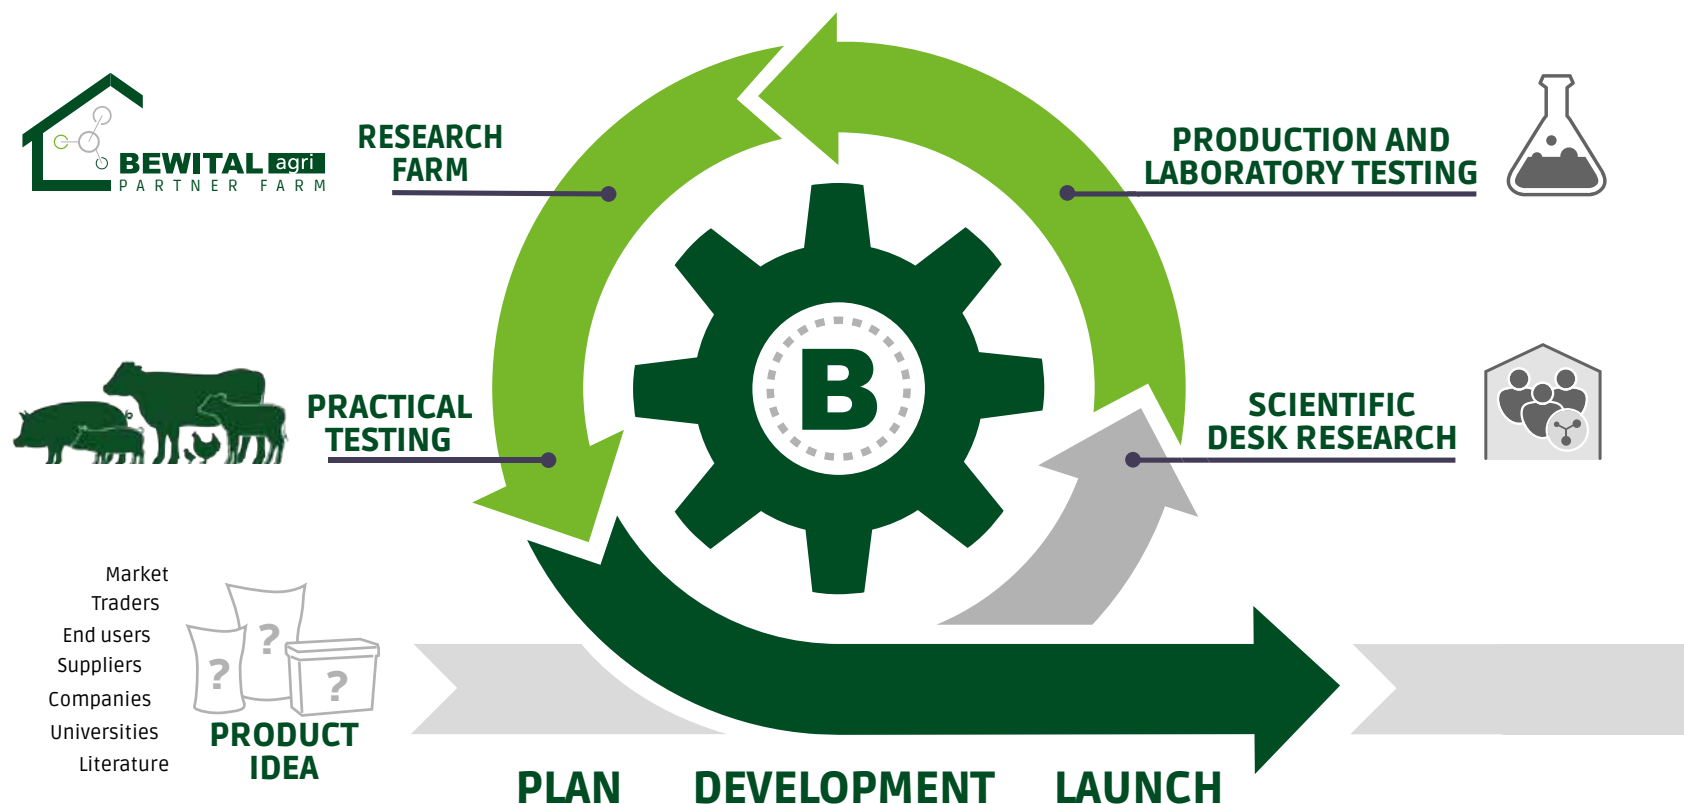 BEWITAL agri
PARTNER FARM
RESEARCH
FARM
PRODUCTION AND
LABORATORY TESTING
B
PRACTICAL
TESTING
SCIENTIFIC
DESK RESEARCH
Market
Traders
End users
Suppliers
Companies
Universities
Literature
?
?
?
PRODUCT
IDEA
PLAN DEVELOPMENT LAUNCH